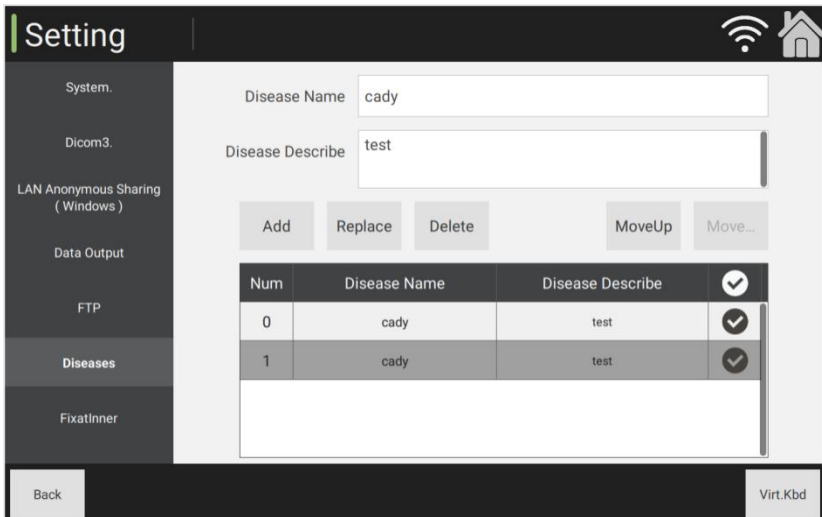 Setting
System.
Dicom3.
LAN Anonymous Sharing
( Windows )
Data Output
FTP
Diseases
FixatInner
Disease Name cady
Disease Describe test
Add Replace Delete MoveUp Move...
Num Disease Name Disease Describe
0 cady test
1 cady test
Back Virt.Kbd